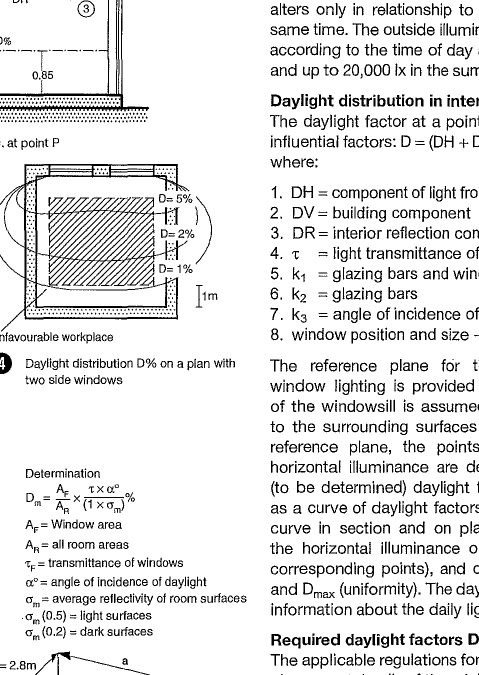 DH
3
0%
0.85
. at point P
D= 5%
D= 2%
D= 1%
1m
nfavourable workplace
4 Daylight distribution D% on a plan with
two side windows
Determination
Dm = AF/AR × τ×α°/(1×σm) %
AF = Window area
AR = all room areas
τF = transmittance of windows
α° = angle of incidence of daylight
σm = average reflectivity of room surfaces
σm (0.5) = light surfaces
σm (0.2) = dark surfaces
= 2.8m
a
alters only in relationship to
same time. The outside illumin
according to the time of day
and up to 20,000 lx in the sum
Daylight distribution in inter
The daylight factor at a point
influential factors: D = (DH + D
where:
1. DH = component of light fro
2. DV = building component
3. DR = interior reflection con
4. τ = light transmittance of
5. k1 = glazing bars and win
6. k2 = glazing bars
7. k3 = angle of incidence of
8. window position and size -
The reference plane for t
window lighting is provided
of the windowsill is assume
to the surrounding surfaces
reference plane, the points
horizontal illuminance are de
(to be determined) daylight f
as a curve of daylight factors
curve in section and on pla
the horizontal illuminance o
corresponding points), and c
and Dmax (uniformity). The day
information about the daily lig
Required daylight factors D
The applicable regulations for